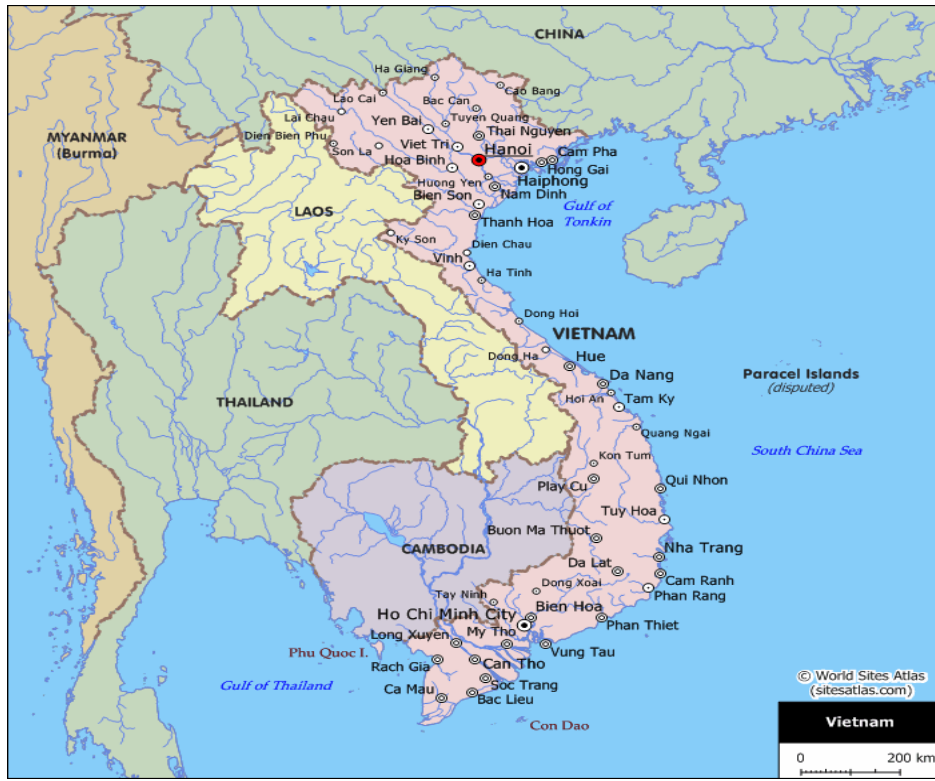 CHINA
Ha Giang
Cao Bang
Lao Cai
Bac Can
Lai Chau
Yen Bai
Tuyen Quang
MYANMAR
(Burma)
Thai Nguyen
Dien Bien Phu
Son La
Viet Tri
Hanoi
Cam Pha
Hoa Binh
Hong Gai
Haiphong
Huong Yen
Bien Son
Nam Dinh
Gulf of
Tonkin
LAOS
Thanh Hoa
Ky Son
Dien Chau
Vinh
Ha Tinh
Dong Hoi
VIETNAM
Dong Ha
Hue
Da Nang
Paracel Islands
(disputed)
THAILAND
Hoi An
Tam Ky
Quang Ngai
South China Sea
Kon Tum
Play Cu
Qui Nhon
Tuy Hoa
Buon Ma Thuot
CAMBODIA
Nha Trang
Da Lat
Cam Ranh
Dong Xoai
Phan Rang
Tay Ninh
Ho Chi Minh City
Bien Hoa
Phan Thiet
Long Xuyen
My Tho
Vung Tau
Phu Quoc I.
Rach Gia
Can Tho
Gulf of Thailand
Ca Mau
Soc Trang
Bac Lieu
Con Dao
© World Sites Atlas
(sitesatlas.com)
Vietnam
0 200 km